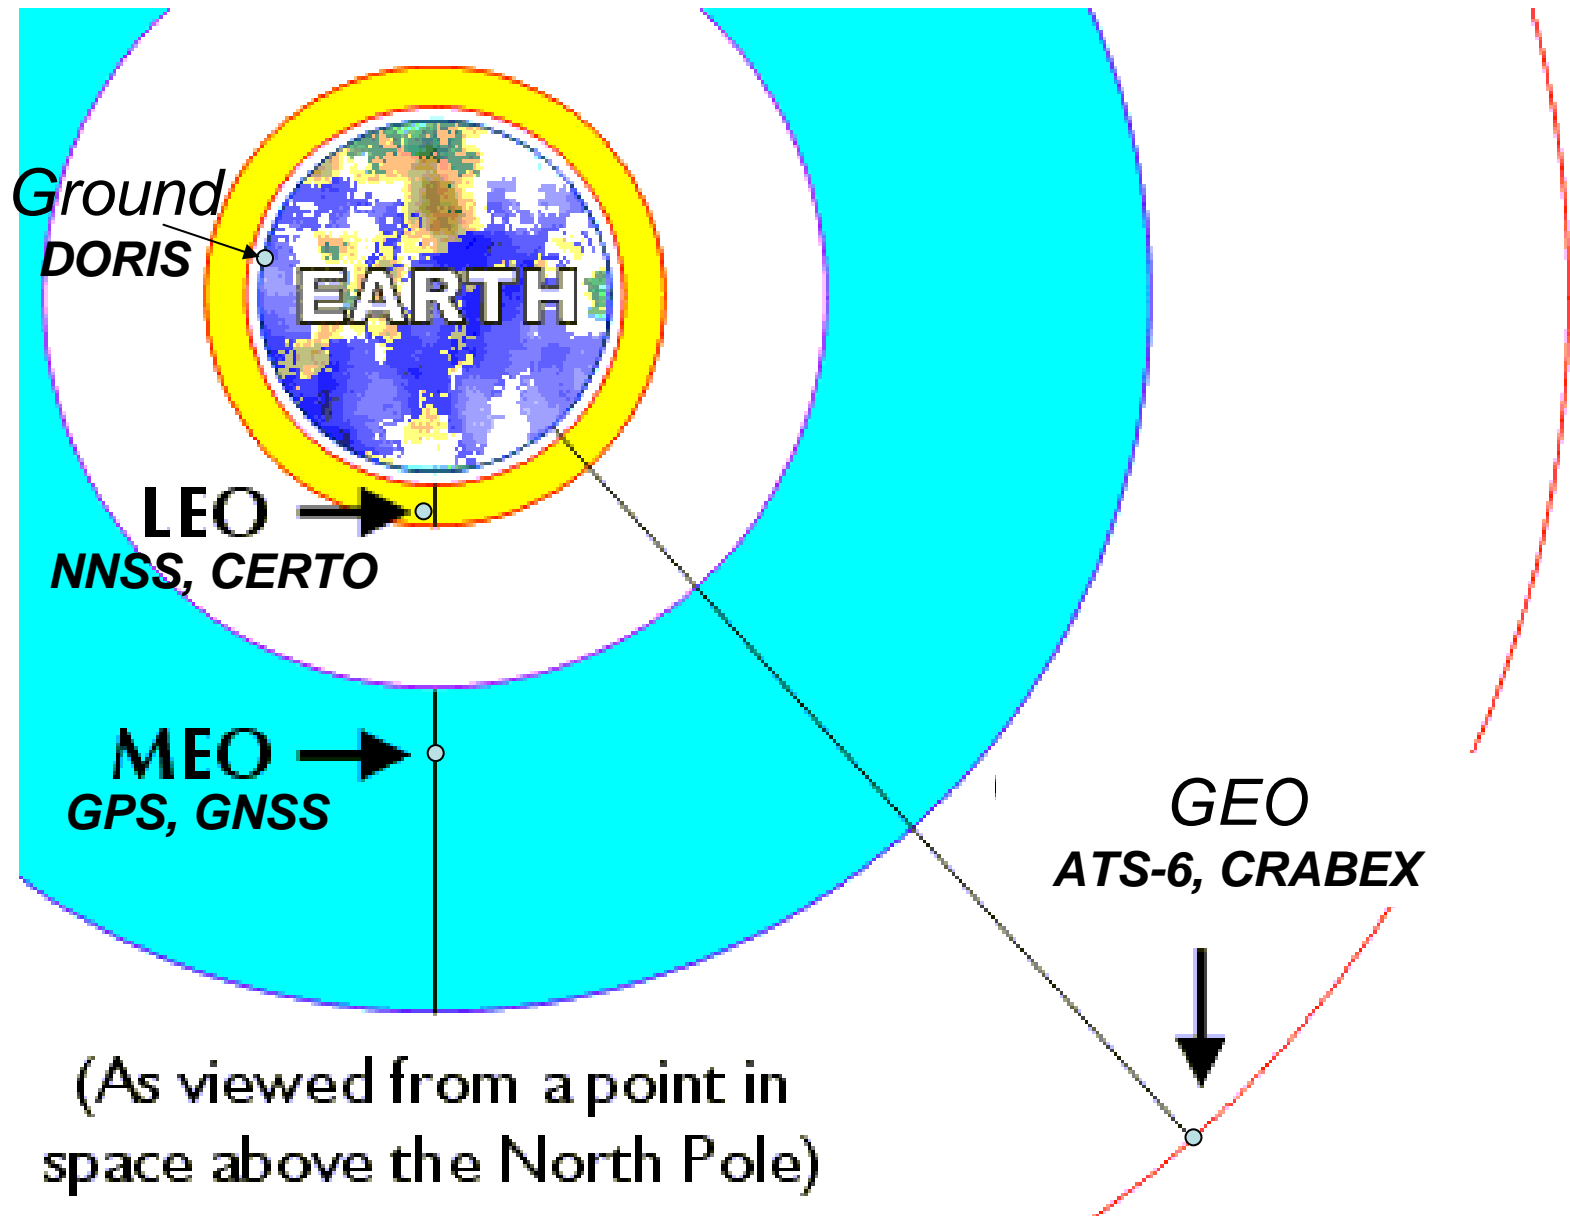 Ground
DORIS
EARTH
LEO
NNSS, CERTO
MEO
GPS, GNSS
GEO
ATS-6, CRABEX
(As viewed from a point in
space above the North Pole)